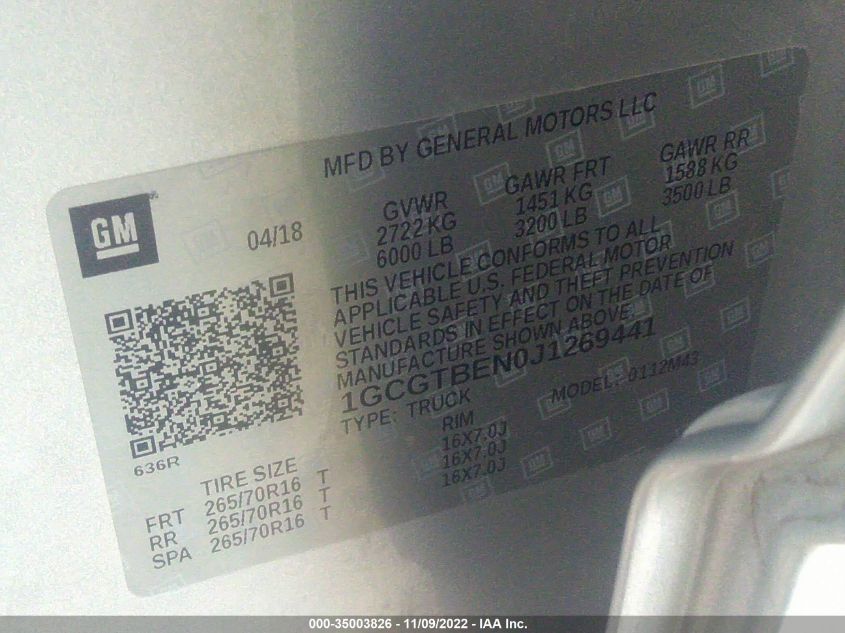 MFD BY GENERAL MOTORS LLC
GM
04/18
GVWR GAWR FRT GAWR RR
2722 KG 1451 KG 1588 KG
6000 LB 3200 LB 3500 LB
THIS VEHICLE CONFORMS TO ALL
APPLICABLE U.S. FEDERAL MOTOR
VEHICLE SAFETY AND THEFT PREVENTION
STANDARDS IN EFFECT ON THE DATE OF
MANUFACTURE SHOWN ABOVE.
1GCGTBEN0J1269441
TYPE: TRUCK MODEL: 0112M43
636R
TIRE SIZE RIM
FRT 265/70R16 T 16X7.0J
RR 265/70R16 T 16X7.0J
SPA 265/70R16 T 16X7.0J
000-35003826 - 11/09/2022 - IAA Inc.